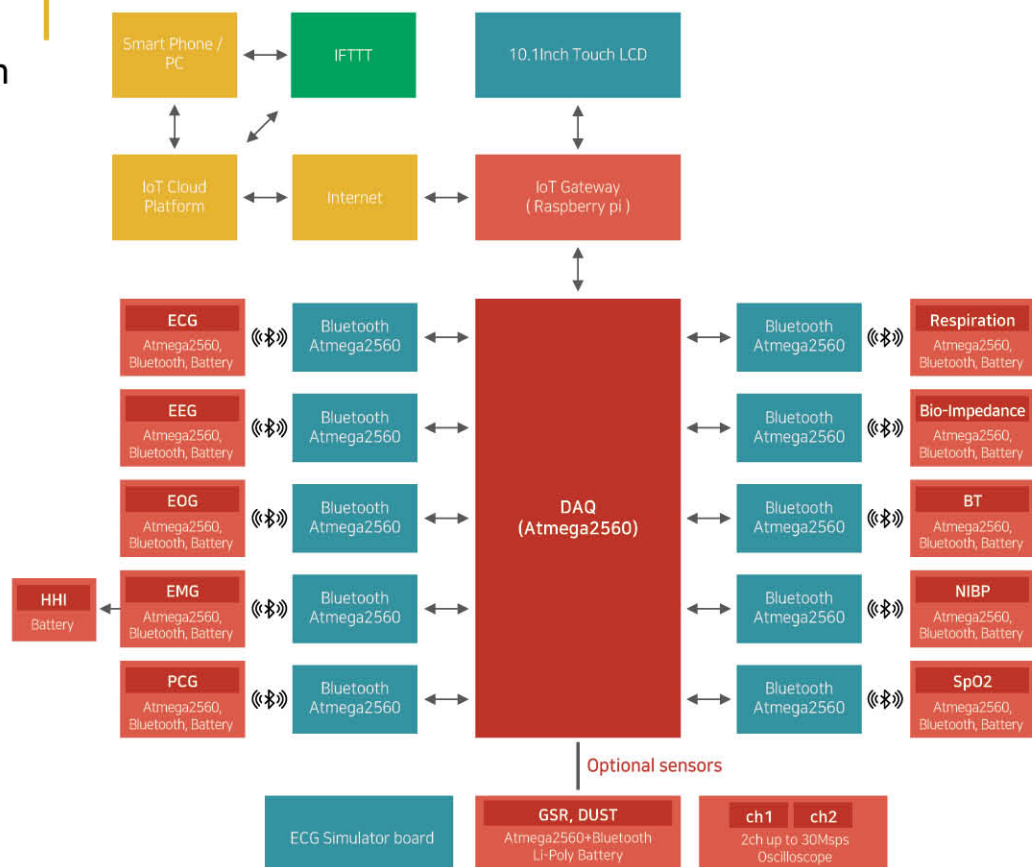 Smart Phone /
PC
IFTTT
10.1Inch Touch LCD
IoT Cloud
Platform
Internet
IoT Gateway
( Raspberry pi )
ECG
Atmega2560,
Bluetooth, Battery
Bluetooth
Atmega2560
Bluetooth
Atmega2560
Respiration
Atmega2560,
Bluetooth, Battery
EEG
Atmega2560,
Bluetooth, Battery
Bluetooth
Atmega2560
Bluetooth
Atmega2560
Bio-Impedance
Atmega2560,
Bluetooth, Battery
EOG
Atmega2560,
Bluetooth, Battery
Bluetooth
Atmega2560
DAQ
(Atmega2560)
Bluetooth
Atmega2560
BT
Atmega2560,
Bluetooth, Battery
HHI
Battery
EMG
Atmega2560,
Bluetooth, Battery
Bluetooth
Atmega2560
Bluetooth
Atmega2560
NIBP
Atmega2560,
Bluetooth, Battery
PCG
Atmega2560,
Bluetooth, Battery
Bluetooth
Atmega2560
Bluetooth
Atmega2560
SpO2
Atmega2560,
Bluetooth, Battery
Optional sensors
ECG Simulator board
GSR, DUST
Atmega2560+Bluetooth
Li-Poly Battery
ch1 ch2
2ch up to 30Msps
Oscilloscope